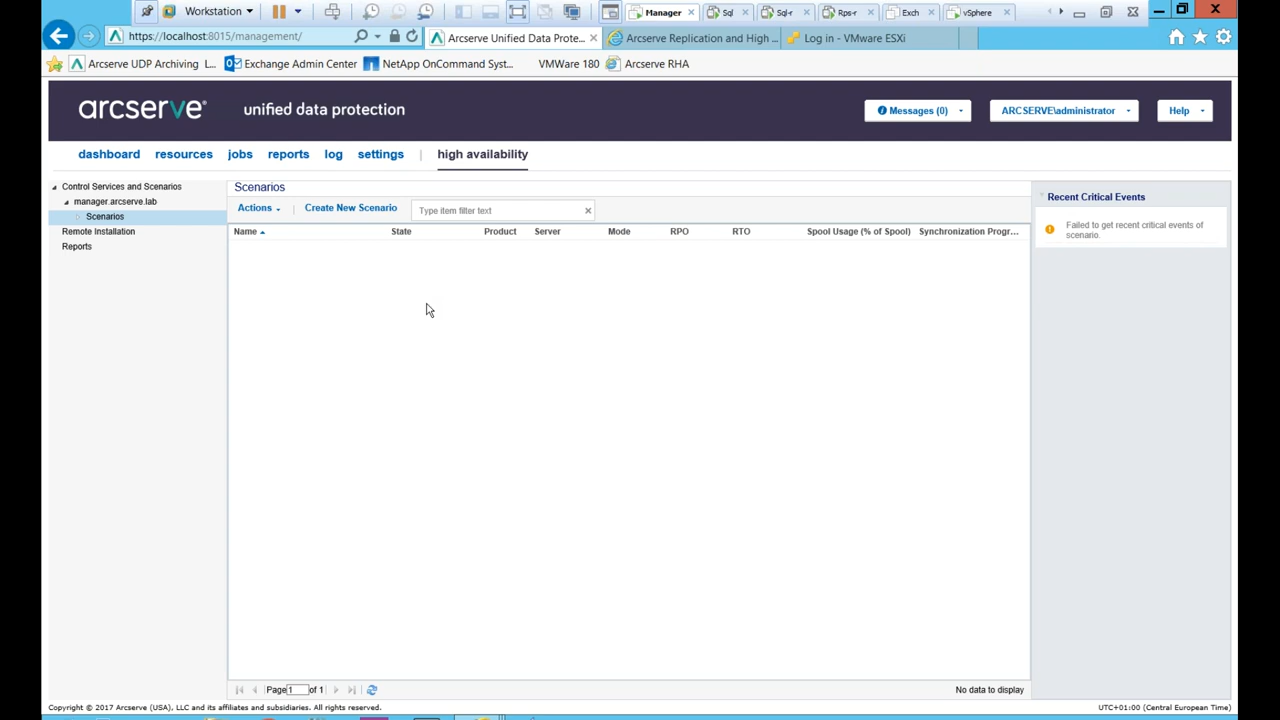 Workstation
Manager
Sql
Sql-r
Rps-r
Exch
vSphere
https://localhost:8015/management/
Arcserve Unified Data Prote...
Arcserve Replication and High ...
Log in - VMware ESXi
Arcserve UDP Archiving L...
Exchange Admin Center
NetApp OnCommand Syst...
VMWare 180
Arcserve RHA
arcserve®
unified data protection
Messages (0)
ARCSERVE\administrator
Help
dashboard
resources
jobs
reports
log
settings
|
high availability
Control Services and Scenarios
manager.arcserve.lab
Scenarios
Remote Installation
Reports
Scenarios
Actions
Create New Scenario
Type item filter text
Name
State
Product
Server
Mode
RPO
RTO
Spool Usage (% of Spool)
Synchronization Progr...
Recent Critical Events
Failed to get recent critical events of
scenario.
Page 1 of 1
No data to display
Copyright © 2017 Arcserve (USA), LLC and its affiliates and subsidiaries. All rights reserved.
UTC+01:00 (Central European Time)